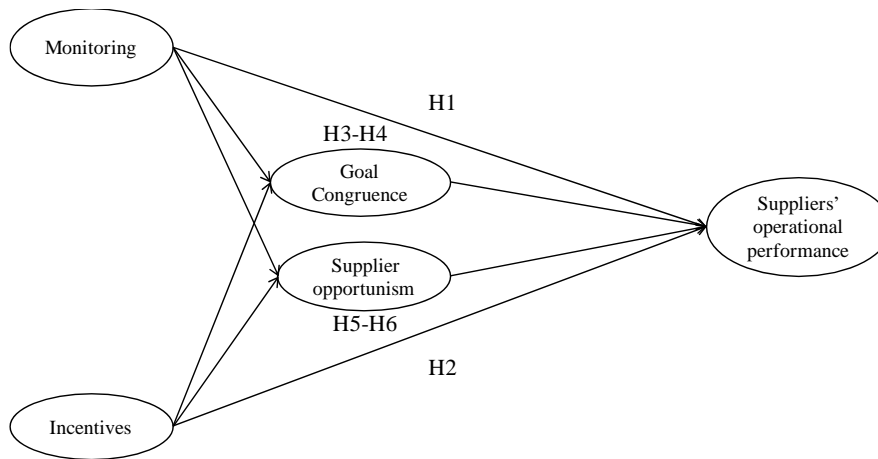 Monitoring
H1
H3-H4
Goal
Congruence
Suppliers’
operational
performance
Supplier
opportunism
H5-H6
H2
Incentives